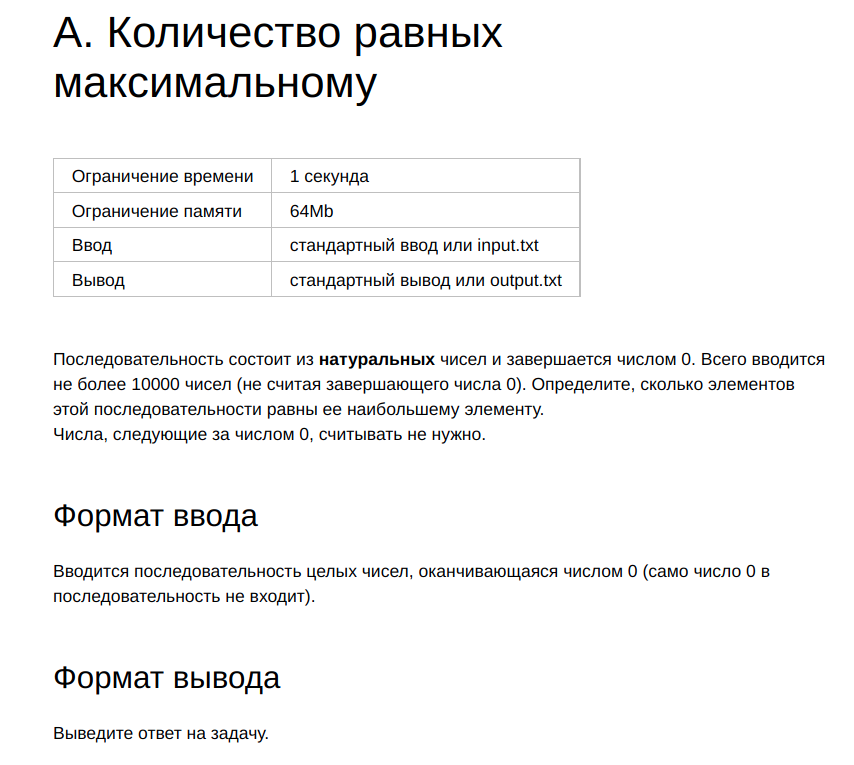 А. Количество равных
максимальному
Ограничение времени 1 секунда
Ограничение памяти 64Mb
Ввод стандартный ввод или input.txt
Вывод стандартный вывод или output.txt
Последовательность состоит из натуральных чисел и завершается числом 0. Всего вводится
не более 10000 чисел (не считая завершающего числа 0). Определите, сколько элементов
этой последовательности равны ее наибольшему элементу.
Числа, следующие за числом 0, считывать не нужно.
Формат ввода
Вводится последовательность целых чисел, оканчивающаяся числом 0 (само число 0 в
последовательность не входит).
Формат вывода
Выведите ответ на задачу.